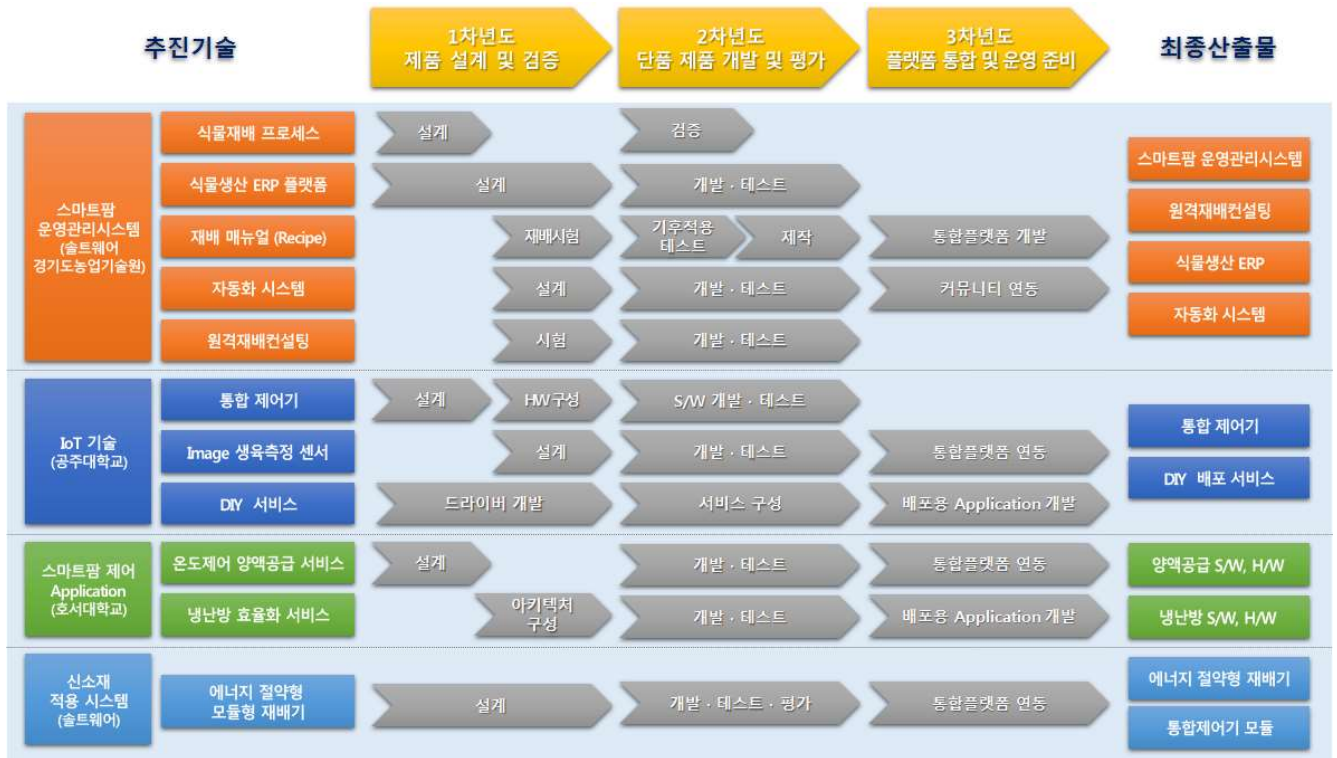 추진기술
1차년도
제품 설계 및 검증
2차년도
단품 제품 개발 및 평가
3차년도
플랫폼 통합 및 운영 준비
최종산출물
스마트팜
운영관리시스템
(솔트웨어
경기도농업기술원)
식물재배 프로세스
설계
검증
식물생산 ERP 플랫폼
설계
개발 · 테스트
재배 매뉴얼 (Recipe)
재배시험
기후적용
테스트
제작
통합플랫폼 개발
자동화 시스템
설계
개발 · 테스트
커뮤니티 연동
원격재배컨설팅
시험
개발 · 테스트
스마트팜 운영관리시스템
원격재배컨설팅
식물생산 ERP
자동화 시스템
IoT 기술
(공주대학교)
통합 제어기
설계
HW구성
S/W 개발 · 테스트
Image 생육측정 센서
설계
개발 · 테스트
통합플랫폼 연동
DIY 서비스
드라이버 개발
서비스 구성
배포용 Application 개발
통합 제어기
DIY 배포 서비스
스마트팜 제어
Application
(호서대학교)
온도제어 양액공급 서비스
설계
개발 · 테스트
통합플랫폼 연동
냉난방 효율화 서비스
아키텍처
구성
개발 · 테스트
배포용 Application 개발
양액공급 S/W, H/W
냉난방 S/W, H/W
신소재
적용 시스템
(솔트웨어)
에너지 절약형
모듈형 재배기
설계
개발 · 테스트 · 평가
통합플랫폼 연동
에너지 절약형 재배기
통합제어기 모듈